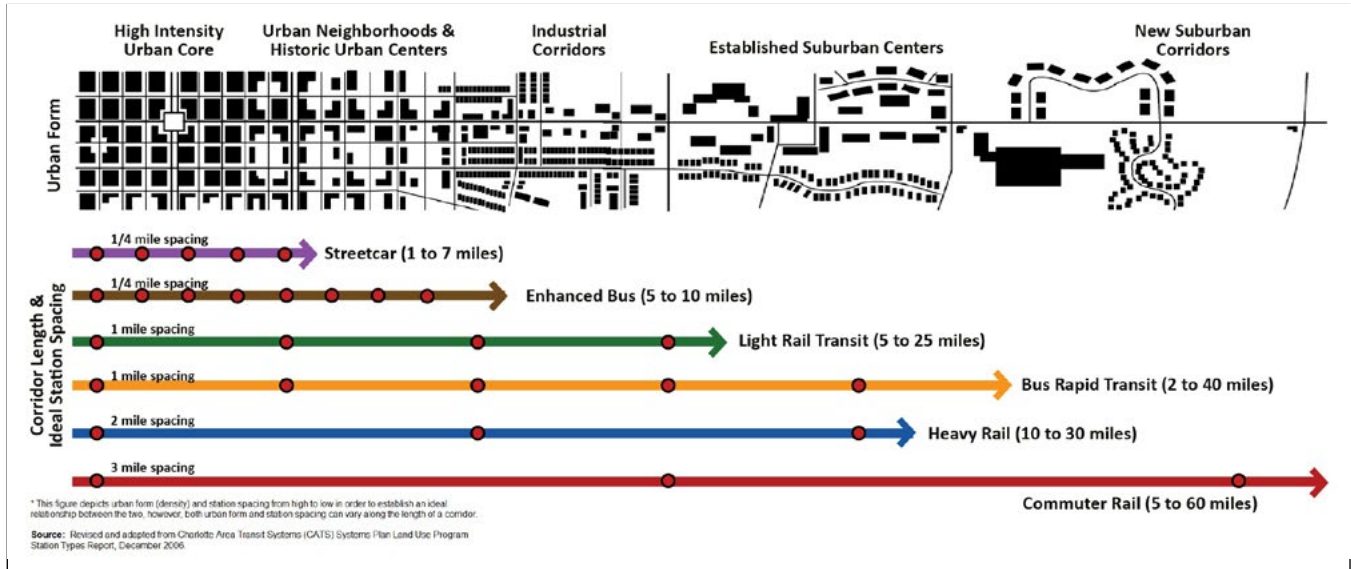 High Intensity
Urban Core
Urban Neighborhoods &
Historic Urban Centers
Industrial
Corridors
Established Suburban Centers
New Suburban
Corridors
Urban Form
Corridor Length &
Ideal Station Spacing
1/4 mile spacing
Streetcar (1 to 7 miles)
1/4 mile spacing
Enhanced Bus (5 to 10 miles)
1 mile spacing
Light Rail Transit (5 to 25 miles)
1 mile spacing
Bus Rapid Transit (2 to 40 miles)
2 mile spacing
Heavy Rail (10 to 30 miles)
3 mile spacing
Commuter Rail (5 to 60 miles)
* This figure depicts urban form (density) and station spacing from high to low in order to establish an ideal
relationship between the two, however, both urban form and station spacing can vary along the length of a corridor.
Source: Revised and adapted from Charlotte Area Transit Systems (CATS) Systems Plan Land Use Program
Station Types Report, December 2006.